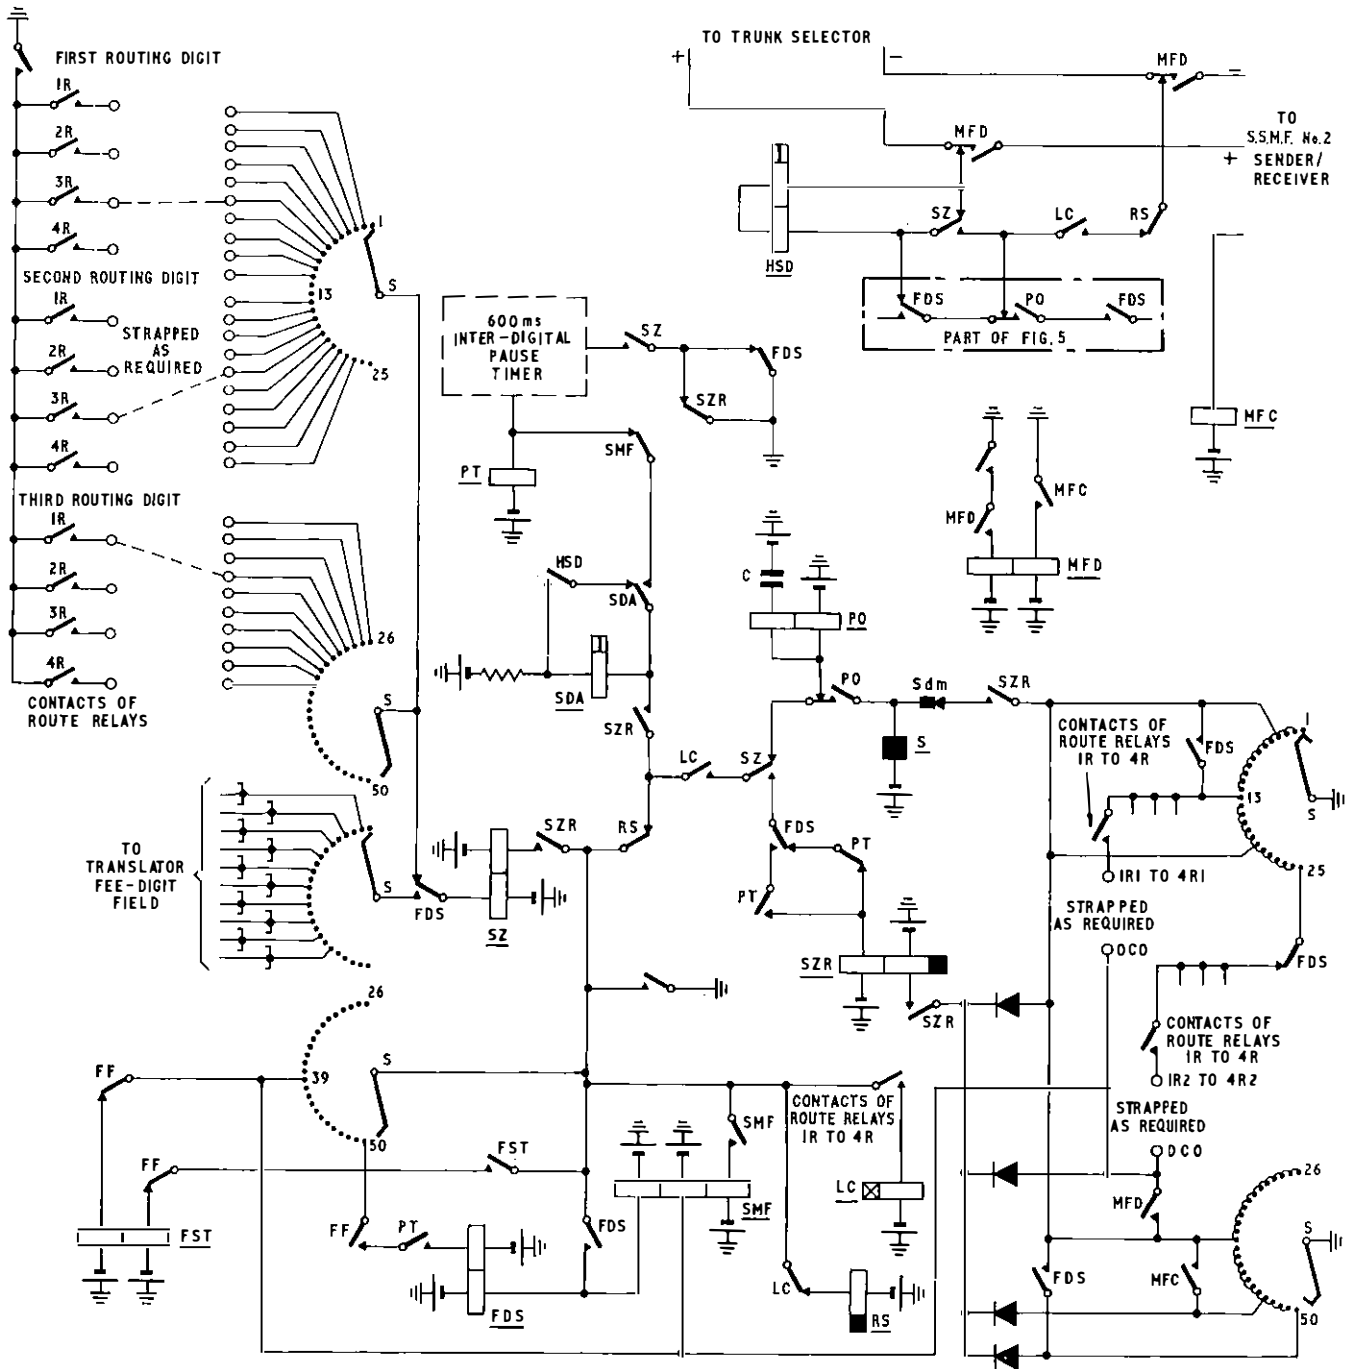 FIRST ROUTING DIGIT
1R
2R
3R
4R
SECOND ROUTING DIGIT
1R
2R
3R
4R
STRAPPED
AS
REQUIRED
THIRD ROUTING DIGIT
1R
2R
3R
4R
CONTACTS OF
ROUTE RELAYS
1
S
13
25
26
S
50
TO
TRANSLATOR
FEE-DIGIT
FIELD
S
FDS
SZ
SZR
26
S
39
50
FF
FF
FST
FST
FF
PT
FDS
FDS
TO TRUNK SELECTOR
+
−
MFD
−
TO
S.S.M.F. No.2
+ SENDER/
RECEIVER
MFD
HSD
SZ
LC
RS
FDS
PO
FDS
PART OF FIG.5
600ms
INTER-DIGITAL
PAUSE
TIMER
SZ
FDS
SZR
SMF
PT
HSD
SDA
SDA
SZR
LC
SZ
RS
C
PO
PO
MFD
MFC
MFD
MFC
Sdm
SZR
S
FDS
PT
PT
SZR
SZR
CONTACTS OF
ROUTE RELAYS
1R TO 4R
FDS
1
13
S
25
1R1 TO 4R1
STRAPPED
AS REQUIRED
DCO
FDS
CONTACTS OF
ROUTE RELAYS
1R TO 4R
1R2 TO 4R2
STRAPPED
AS REQUIRED
DCO
MFD
26
S
50
FDS
MFC
SMF
SMF
CONTACTS OF
ROUTE RELAYS
1R TO 4R
LC
LC
RS